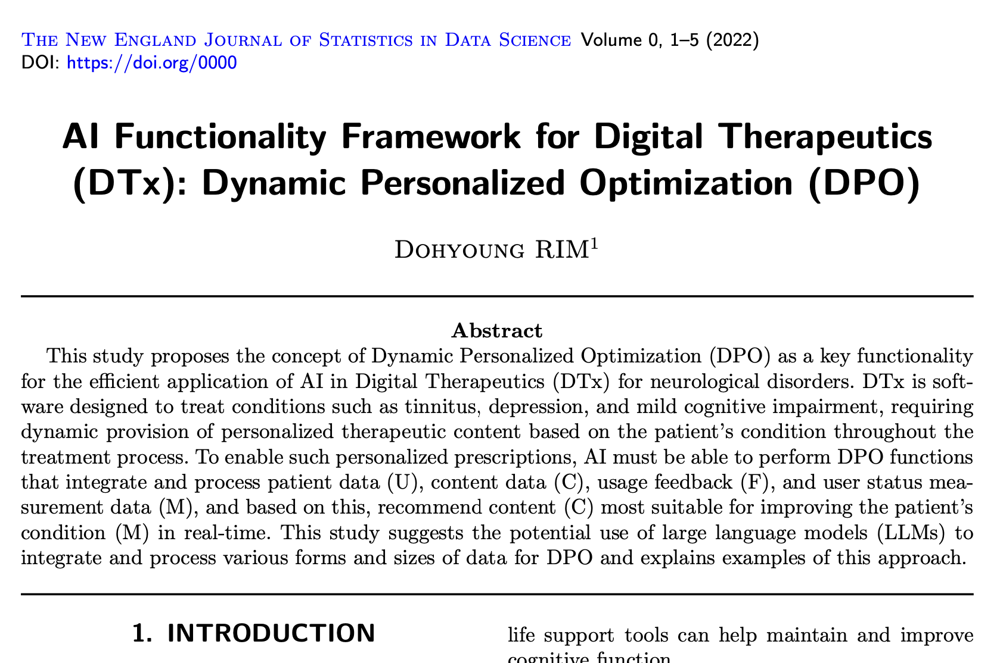 The New England Journal of Statistics in Data Science Volume 0, 1–5 (2022)
DOI: https://doi.org/0000
AI Functionality Framework for Digital Therapeutics
(DTx): Dynamic Personalized Optimization (DPO)
Dohyoung RIM¹
Abstract
This study proposes the concept of Dynamic Personalized Optimization (DPO) as a key functionality
for the efficient application of AI in Digital Therapeutics (DTx) for neurological disorders. DTx is soft-
ware designed to treat conditions such as tinnitus, depression, and mild cognitive impairment, requiring
dynamic provision of personalized therapeutic content based on the patient's condition throughout the
treatment process. To enable such personalized prescriptions, AI must be able to perform DPO functions
that integrate and process patient data (U), content data (C), usage feedback (F), and user status mea-
surement data (M), and based on this, recommend content (C) most suitable for improving the patient's
condition (M) in real-time. This study suggests the potential use of large language models (LLMs) to
integrate and process various forms and sizes of data for DPO and explains examples of this approach.
1. INTRODUCTION
life support tools can help maintain and improve
cognitive function.